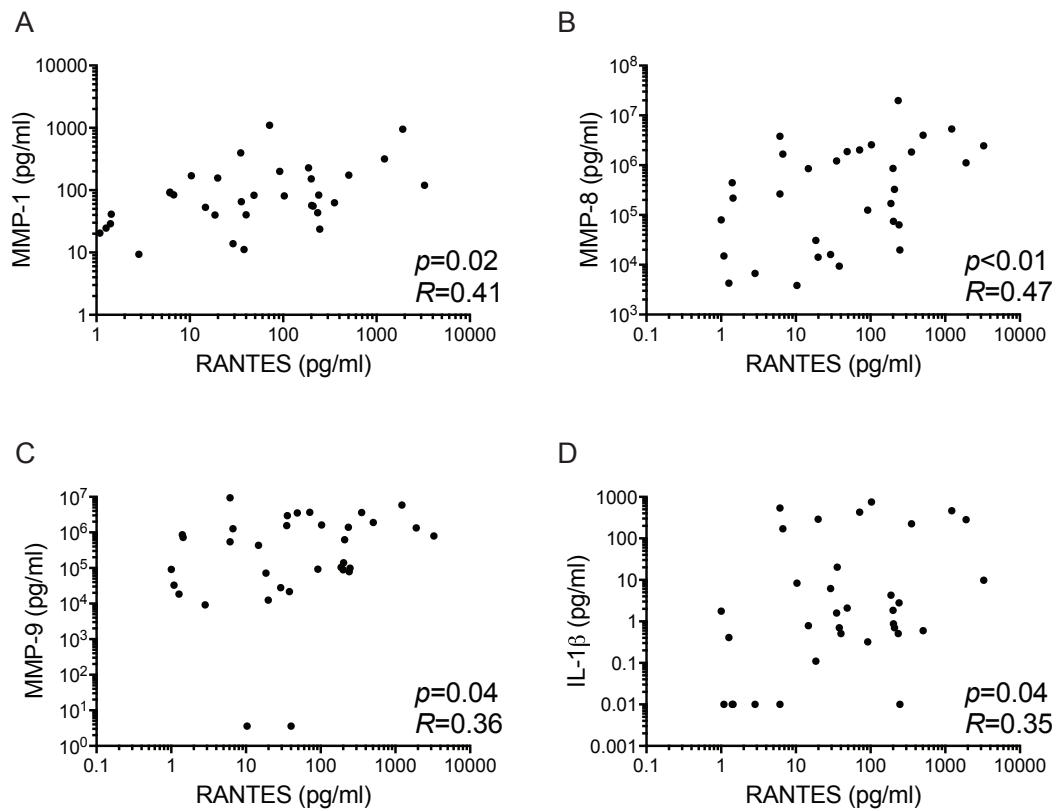 A
10000
1000
100
10
1
MMP-1 (pg/ml)
1 10 100 1000 10000
RANTES (pg/ml)
p=0.02
R=0.41
B
10⁸
10⁷
10⁶
10⁵
10⁴
10³
MMP-8 (pg/ml)
0.1 1 10 100 1000 10000
RANTES (pg/ml)
p<0.01
R=0.47
C
10⁷
10⁶
10⁵
10⁴
10³
10²
10¹
10⁰
MMP-9 (pg/ml)
0.1 1 10 100 1000 10000
RANTES (pg/ml)
p=0.04
R=0.36
D
1000
100
10
1
0.1
0.01
0.001
IL-1β (pg/ml)
0.1 1 10 100 1000 10000
RANTES (pg/ml)
p=0.04
R=0.35